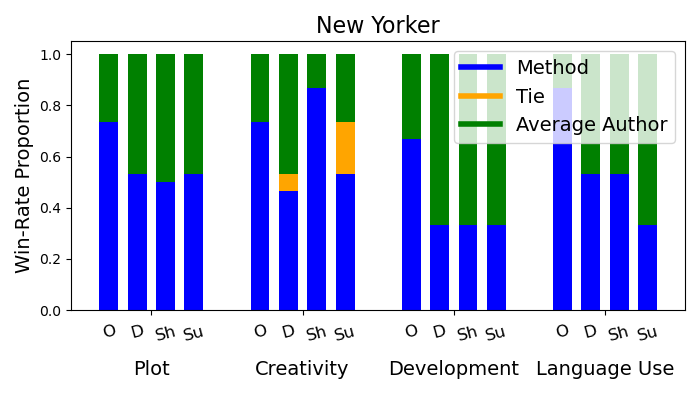 New Yorker
Win-Rate Proportion
1.0
0.8
0.6
0.4
0.2
0.0
Method
Tie
Average Author
O D Sh Su O D Sh Su O D Sh Su O D Sh Su
Plot Creativity Development Language Use